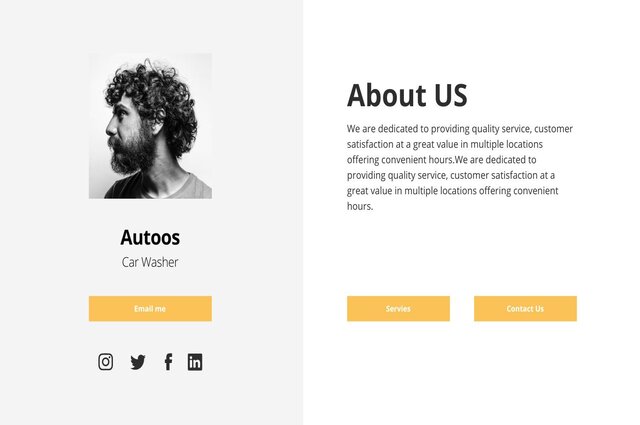 Autoos
Car Washer
Email me
About US
We are dedicated to providing quality service, customer
satisfaction at a great value in multiple locations
offering convenient hours.We are dedicated to
providing quality service, customer satisfaction at a
great value in multiple locations offering convenient
hours.
Servies
Contact Us